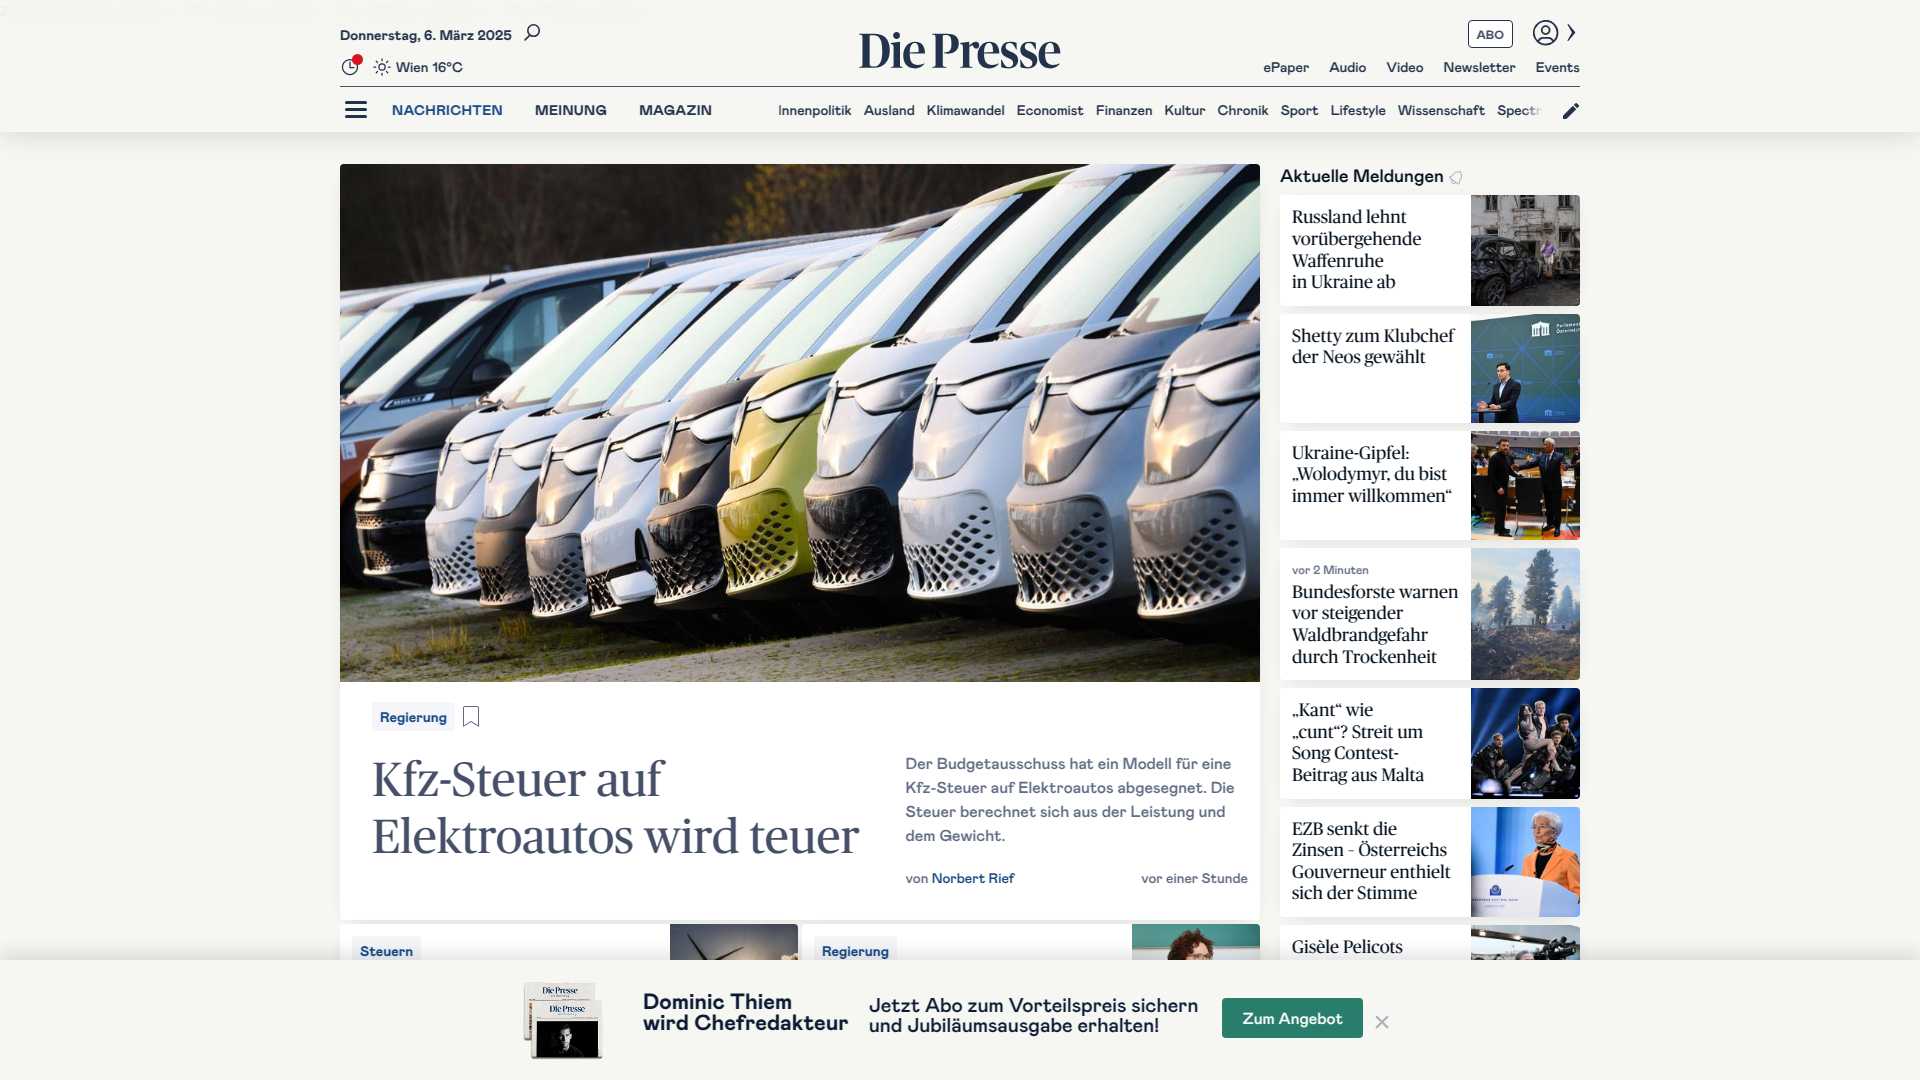 Donnerstag, 6. März 2025
Wien 16°C
Die Presse
ABO
ePaper
Audio
Video
Newsletter
Events
NACHRICHTEN
MEINUNG
MAGAZIN
Innenpolitik
Ausland
Klimawandel
Economist
Finanzen
Kultur
Chronik
Sport
Lifestyle
Wissenschaft
Spectr
Regierung
Kfz-Steuer auf
Elektroautos wird teuer
Der Budgetausschuss hat ein Modell für eine
Kfz-Steuer auf Elektroautos abgesegnet. Die
Steuer berechnet sich aus der Leistung und
dem Gewicht.
von Norbert Rief
vor einer Stunde
Steuern
Regierung
Aktuelle Meldungen
Russland lehnt
vorübergehende
Waffenruhe
in Ukraine ab
Shetty zum Klubchef
der Neos gewählt
Ukraine-Gipfel:
„Wolodymyr, du bist
immer willkommen“
vor 2 Minuten
Bundesforste warnen
vor steigender
Waldbrandgefahr
durch Trockenheit
„Kant“ wie
„cunt“? Streit um
Song Contest-
Beitrag aus Malta
EZB senkt die
Zinsen – Österreichs
Gouverneur enthielt
sich der Stimme
Gisèle Pelicots
Die Presse
Die Presse
Dominic Thiem
wird Chefredakteur
Jetzt Abo zum Vorteilspreis sichern
und Jubiläumsausgabe erhalten!
Zum Angebot